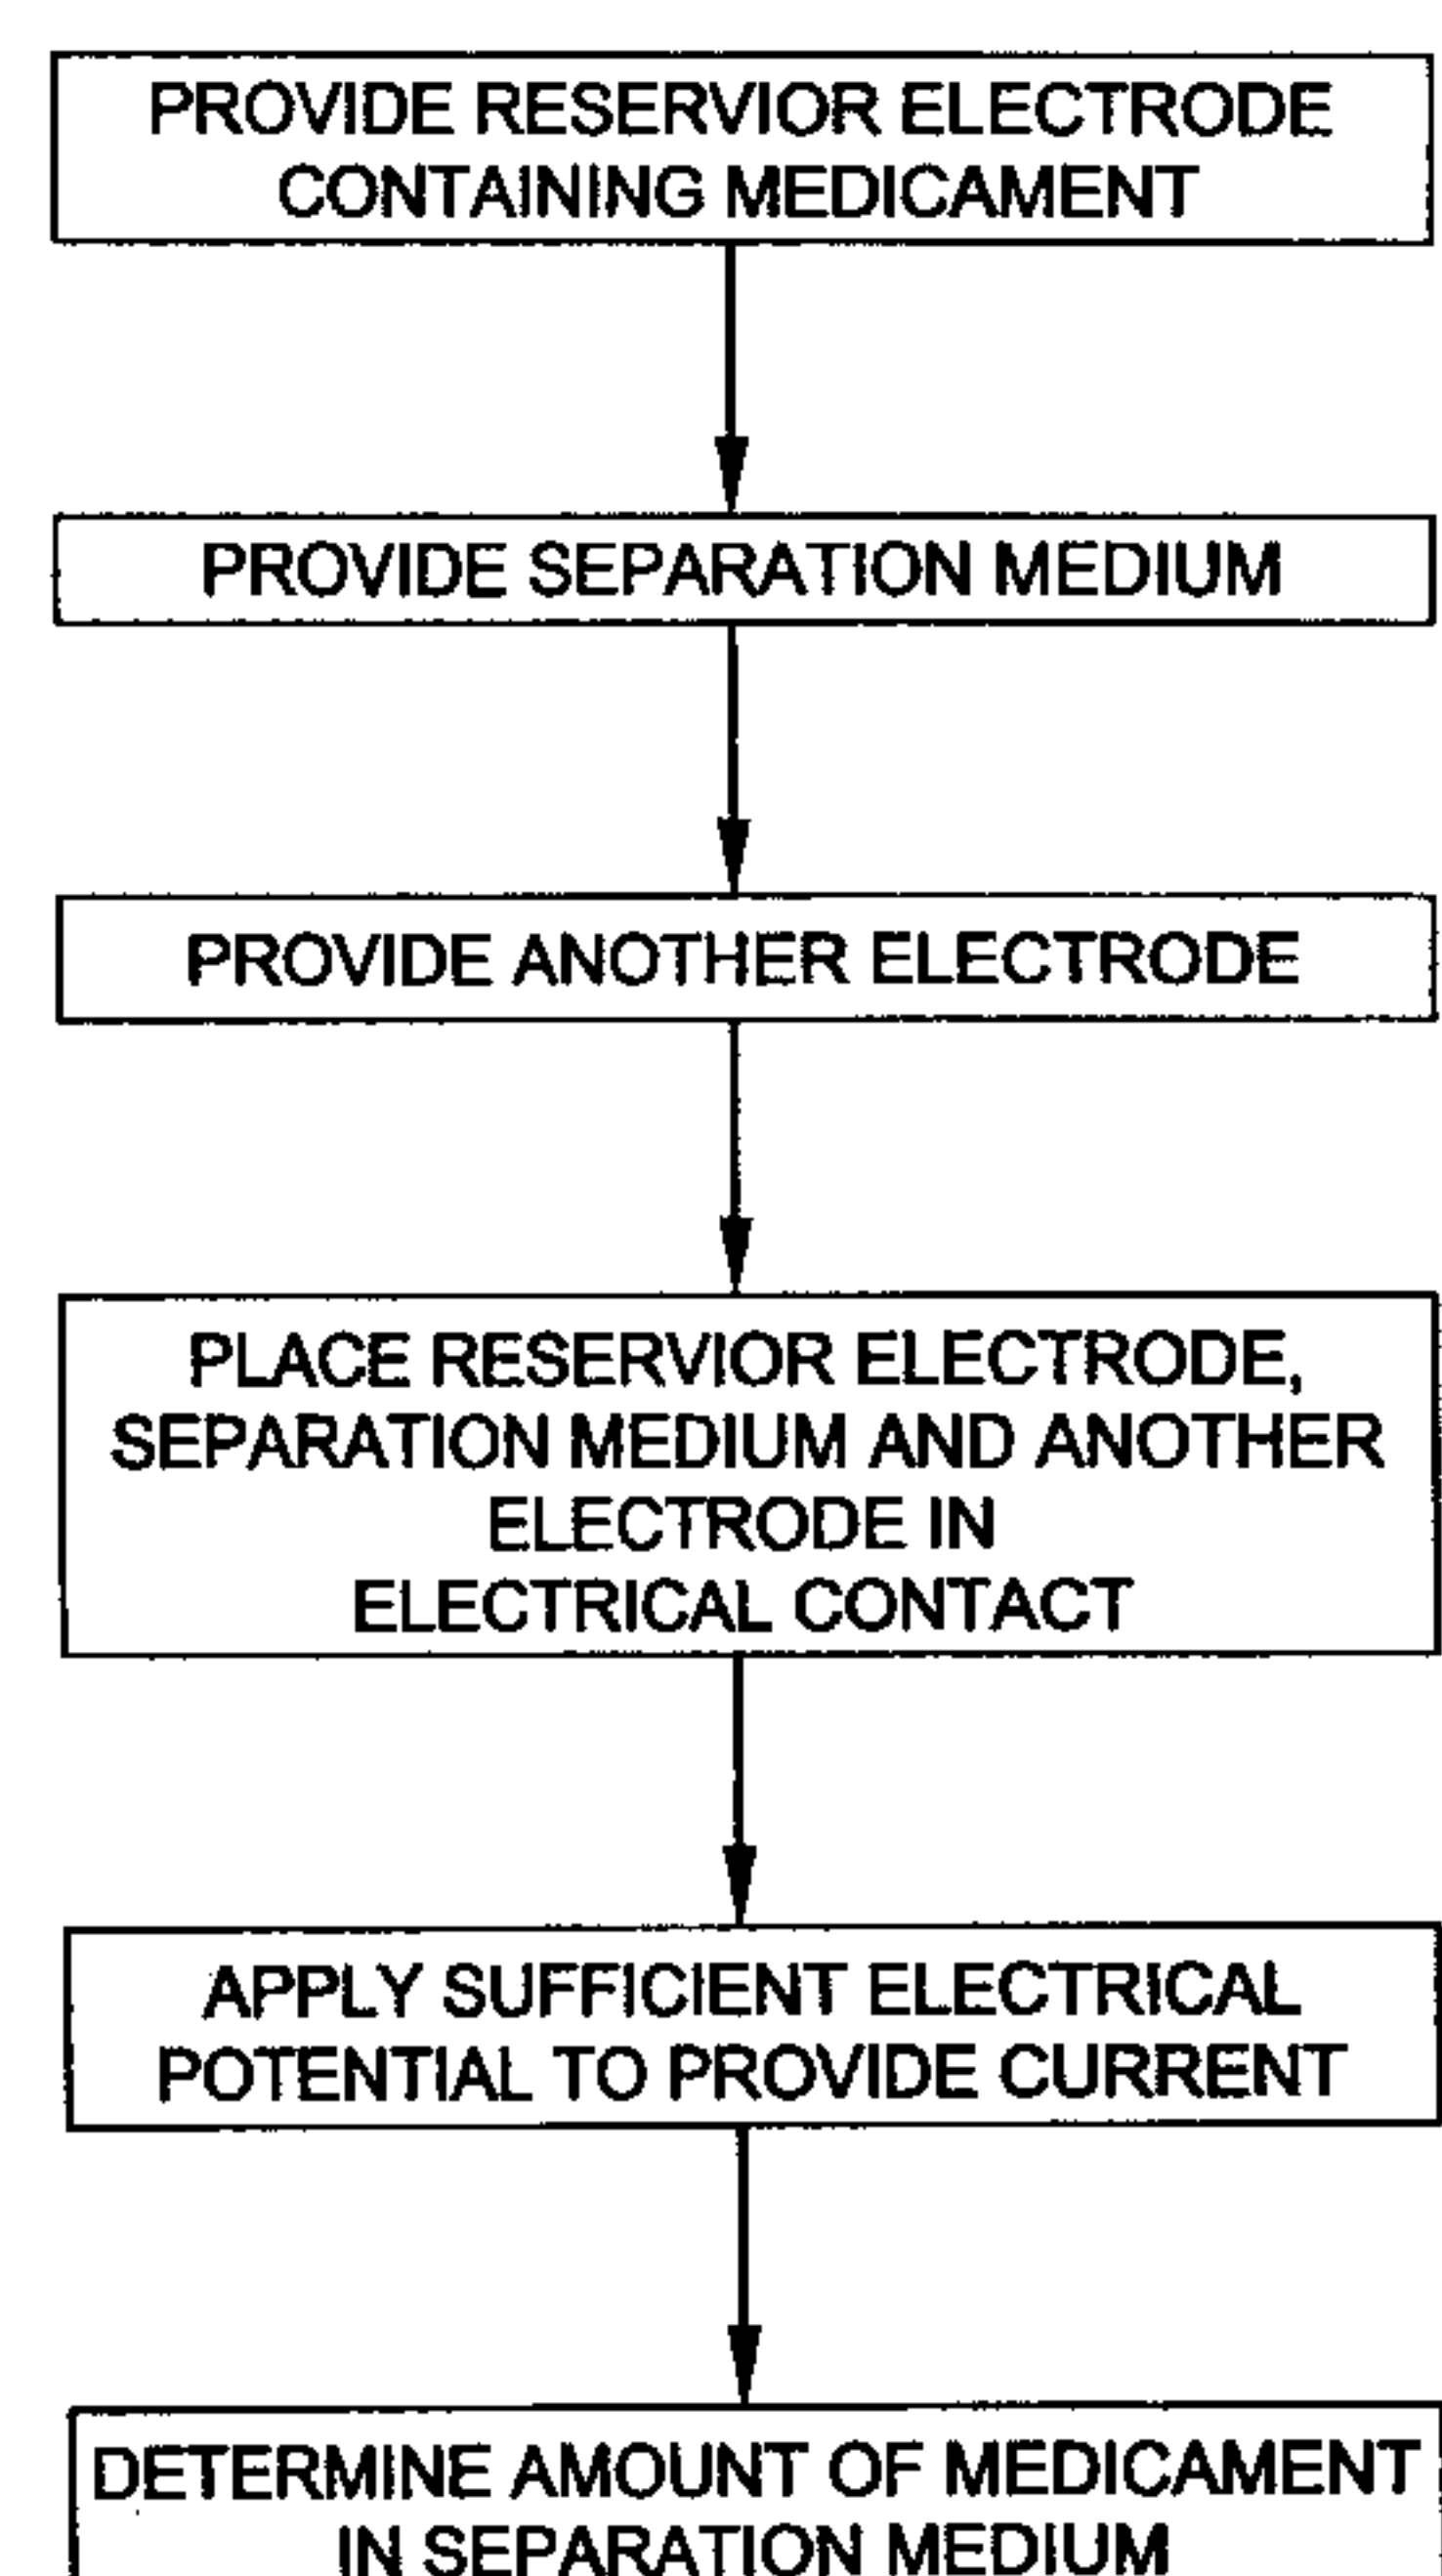 PROVIDE RESERVIOR ELECTRODE
CONTAINING MEDICAMENT
PROVIDE SEPARATION MEDIUM
PROVIDE ANOTHER ELECTRODE
PLACE RESERVIOR ELECTRODE,
SEPARATION MEDIUM AND ANOTHER
ELECTRODE IN
ELECTRICAL CONTACT
APPLY SUFFICIENT ELECTRICAL
POTENTIAL TO PROVIDE CURRENT
DETERMINE AMOUNT OF MEDICAMENT
IN SEPARATION MEDIUM